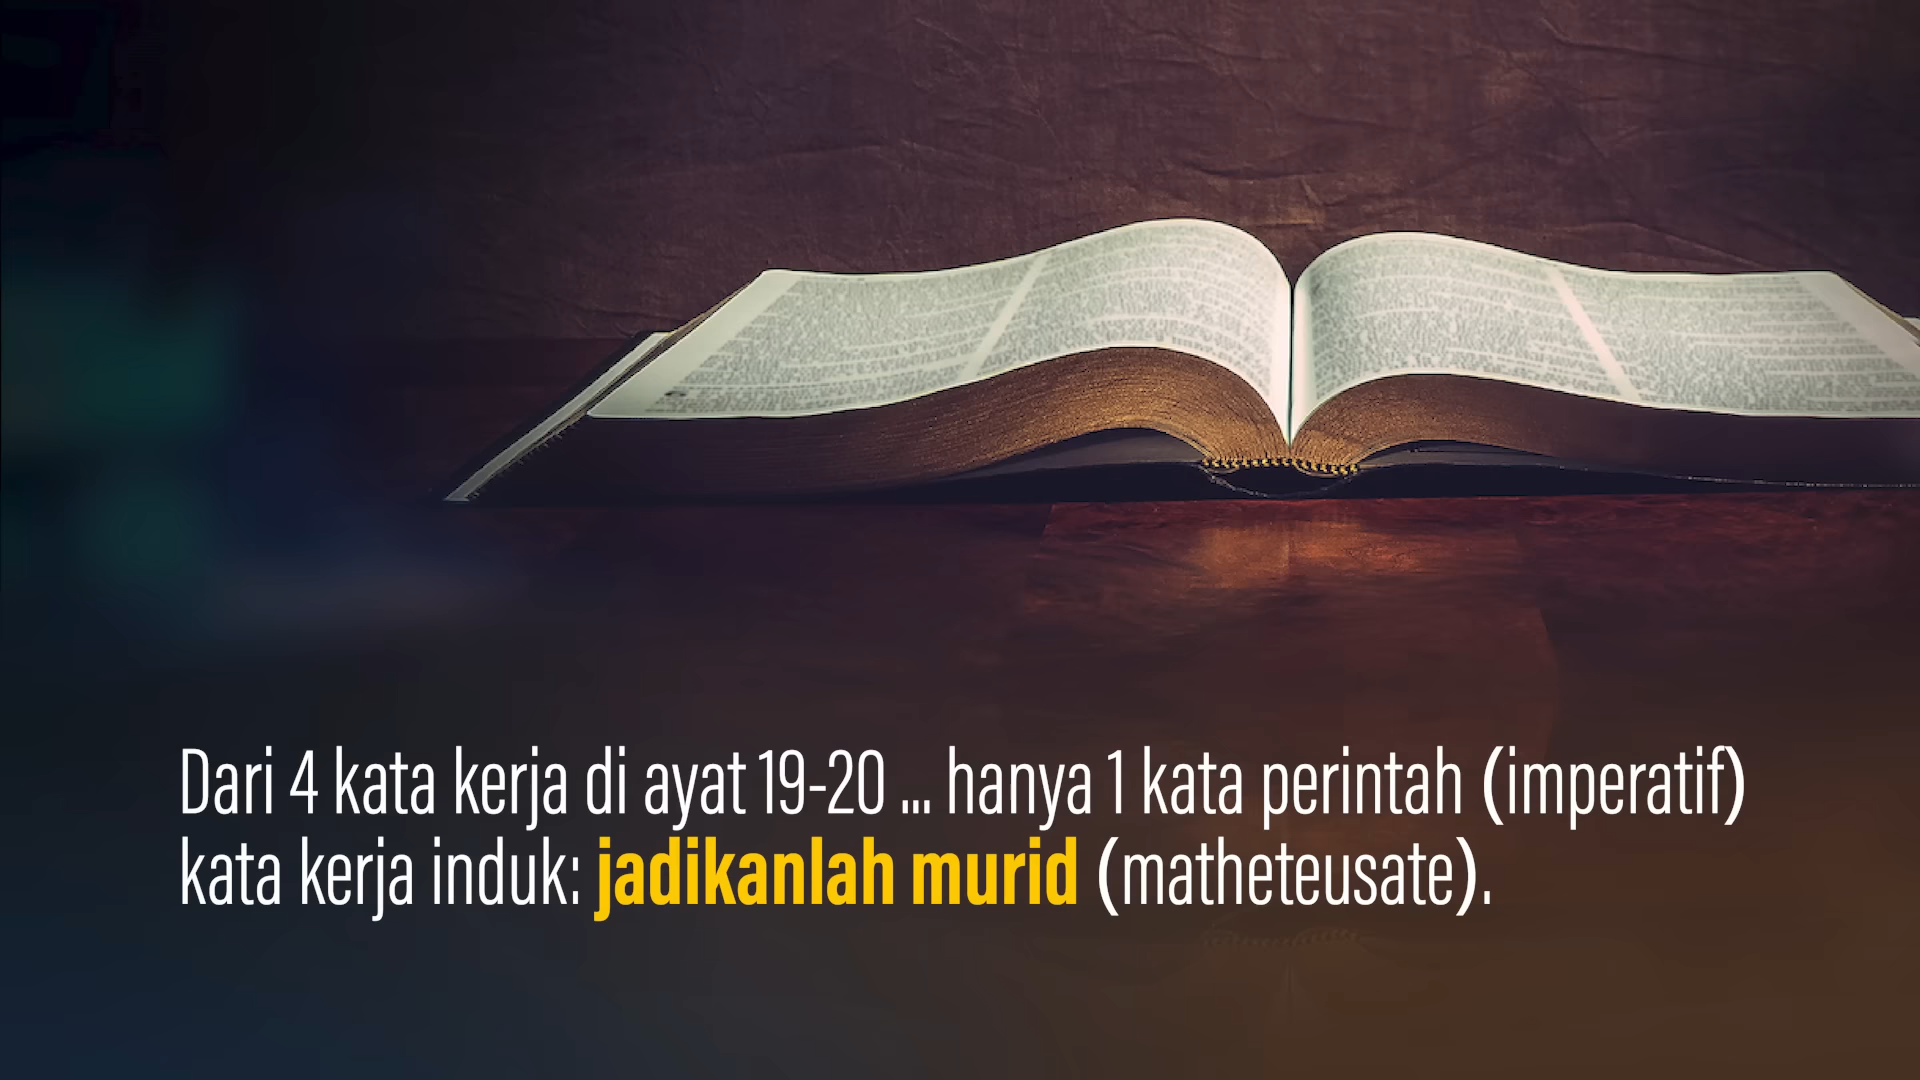 Dari 4 kata kerja di ayat 19-20 ... hanya 1 kata perintah (imperatif)
kata kerja induk: jadikanlah murid (matheteusate).